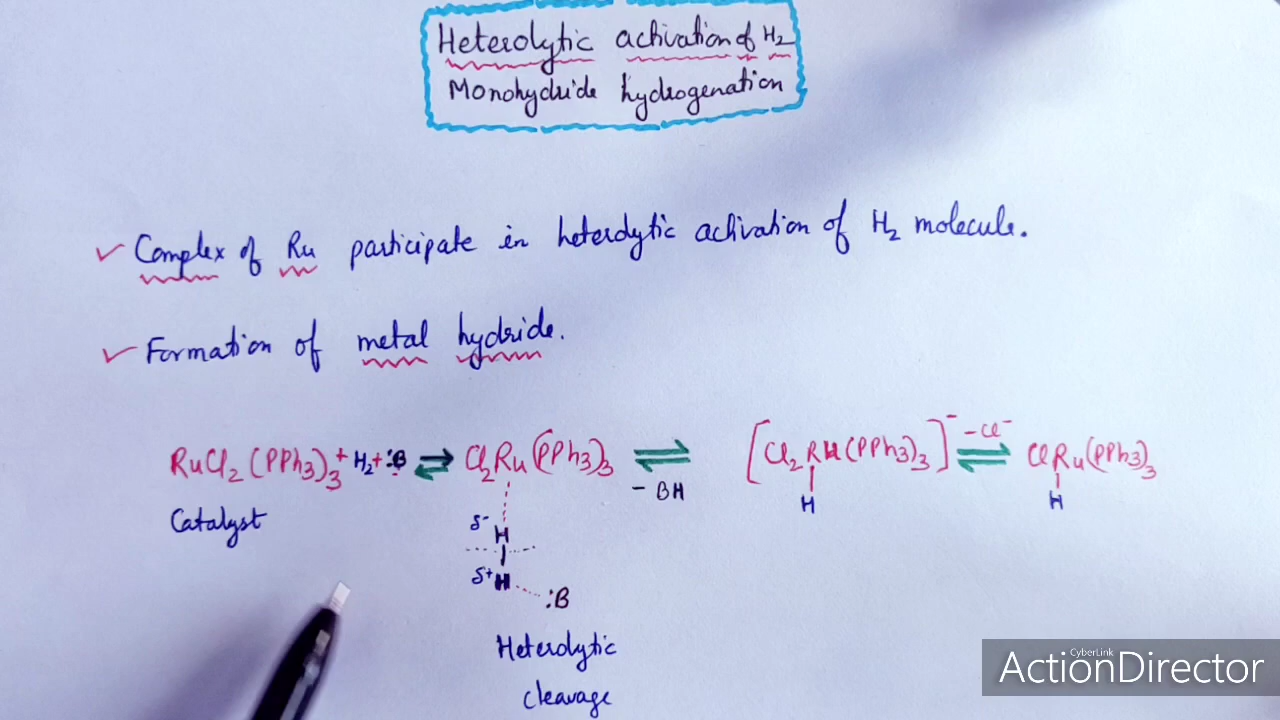 Heterolytic activation of H2
Monohydride hydrogenation
✓ Complex of Ru participate in heterolytic activation of H2 molecule.
✓ Formation of metal hydride.
RuCl2 (PPh3)3 + H2 + :B ⇌ Cl2Ru(PPh3)3 ⇌ [Cl2Ru(PPh3)3]⁻ ⇌ ClRu(PPh3)3
- Cl⁻
- BH
H
H
Catalyst
δ⁻ H
δ⁺ H
:B
Heterolytic
cleavage
CyberLink
ActionDirector